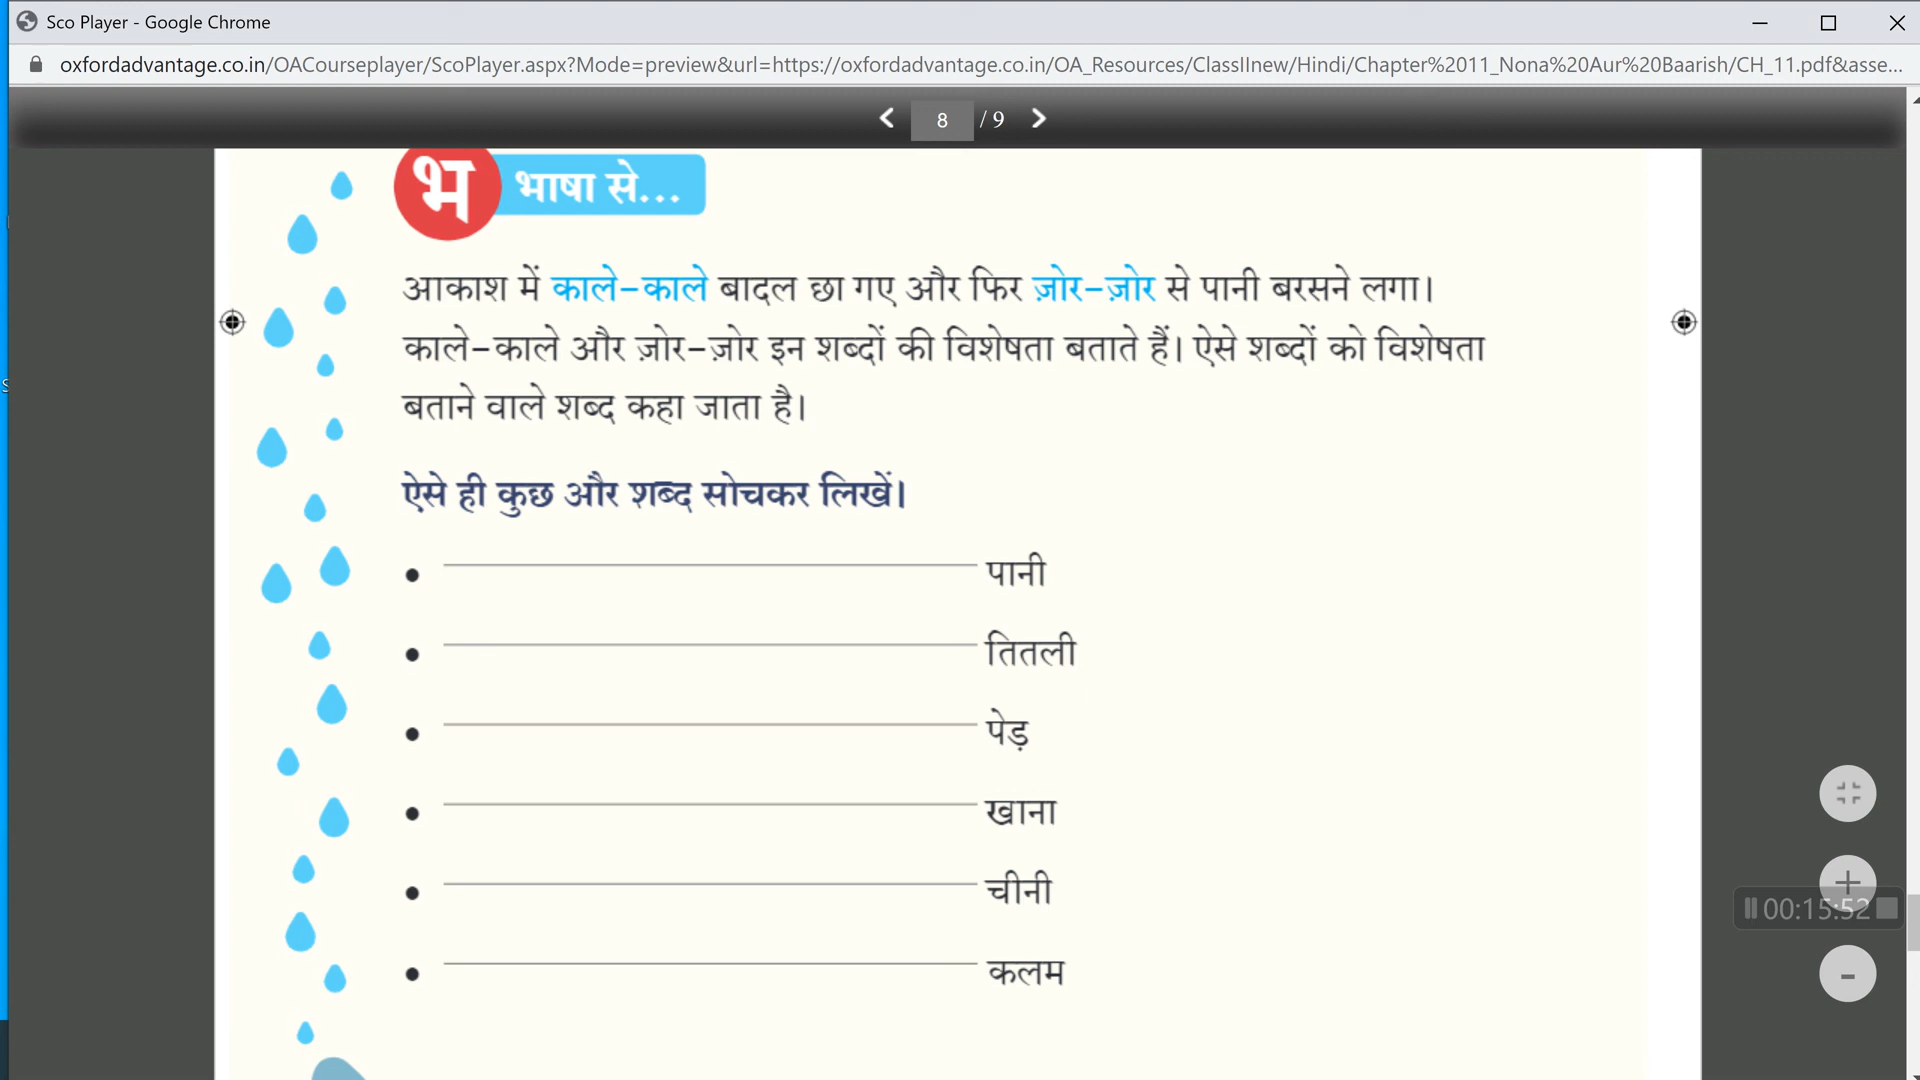 Sco Player - Google Chrome
oxfordadvantage.co.in/OACourseplayer/ScoPlayer.aspx?Mode=preview&url=https://oxfordadvantage.co.in/OA_Resources/ClassIInew/Hindi/Chapter%2011_Nona%20Aur%20Baarish/CH_11.pdf&asse...
8 / 9
भ भाषा से...
आकाश में काले-काले बादल छा गए और फिर ज़ोर-ज़ोर से पानी बरसने लगा।
काले-काले और ज़ोर-ज़ोर इन शब्दों की विशेषता बताते हैं। ऐसे शब्दों को विशेषता
बताने वाले शब्द कहा जाता है।
ऐसे ही कुछ और शब्द सोचकर लिखें।
• पानी
• तितली
• पेड़
• खाना
• चीनी
00:15:52
• कलम